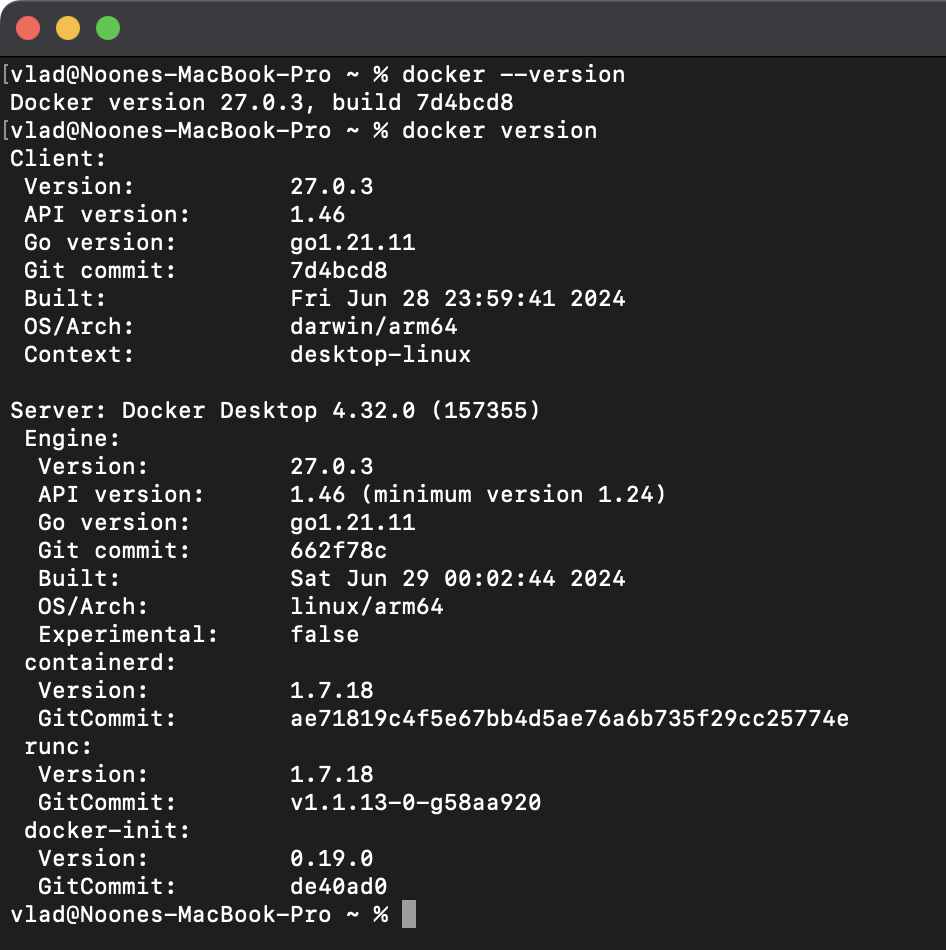 [vlad@Noones-MacBook-Pro ~ % docker --version
Docker version 27.0.3, build 7d4bcd8
[vlad@Noones-MacBook-Pro ~ % docker version
Client:
 Version:           27.0.3
 API version:       1.46
 Go version:        go1.21.11
 Git commit:        7d4bcd8
 Built:             Fri Jun 28 23:59:41 2024
 OS/Arch:           darwin/arm64
 Context:           desktop-linux

Server: Docker Desktop 4.32.0 (157355)
 Engine:
  Version:          27.0.3
  API version:      1.46 (minimum version 1.24)
  Go version:       go1.21.11
  Git commit:       662f78c
  Built:            Sat Jun 29 00:02:44 2024
  OS/Arch:          linux/arm64
  Experimental:     false
 containerd:
  Version:          1.7.18
  GitCommit:        ae71819c4f5e67bb4d5ae76a6b735f29cc25774e
 runc:
  Version:          1.7.18
  GitCommit:        v1.1.13-0-g58aa920
 docker-init:
  Version:          0.19.0
  GitCommit:        de40ad0
vlad@Noones-MacBook-Pro ~ %